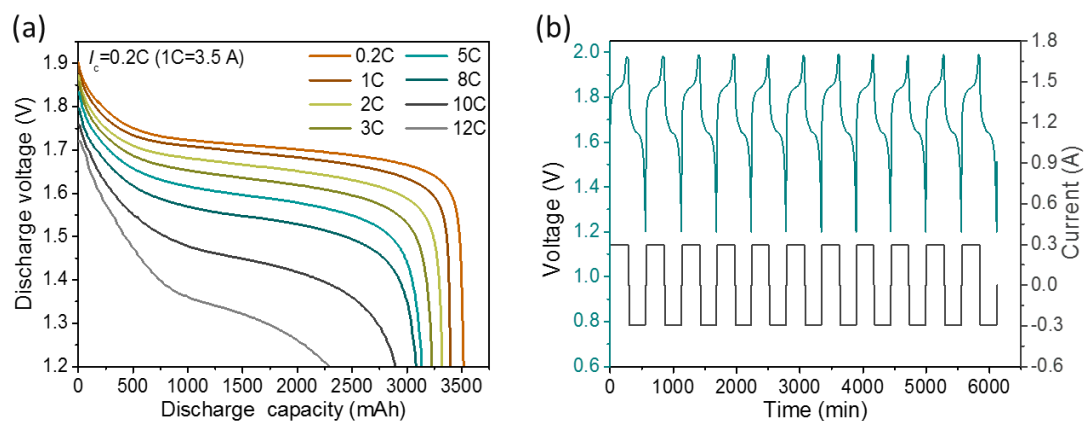 (a)
I_c=0.2C (1C=3.5 A)
0.2C
1C
2C
3C
5C
8C
10C
12C
1.9
1.8
1.7
1.6
1.5
1.4
1.3
1.2
Discharge voltage (V)
0
500
1000
1500
2000
2500
3000
3500
Discharge capacity (mAh)
(b)
2.0
1.8
1.6
1.4
1.2
1.0
0.8
0.6
Voltage (V)
1.8
1.5
1.2
0.9
0.6
0.3
0.0
-0.3
-0.6
Current (A)
0
1000
2000
3000
4000
5000
6000
Time (min)